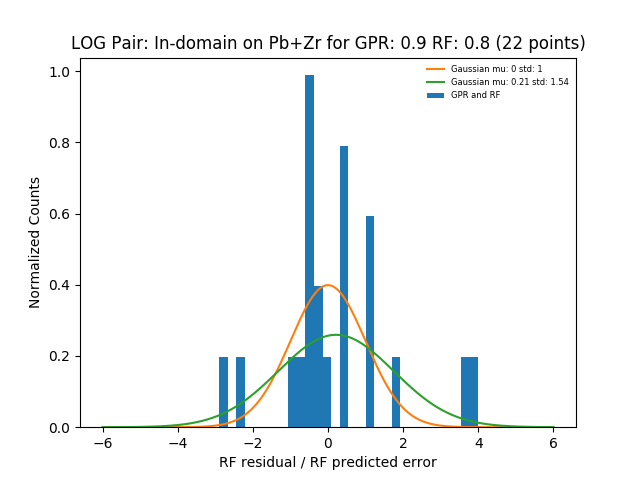 LOG Pair: In-domain on Pb+Zr for GPR: 0.9 RF: 0.8 (22 points)
Gaussian mu: 0 std: 1
Gaussian mu: 0.21 std: 1.54
GPR and RF
Normalized Counts
1.0
0.8
0.6
0.4
0.2
0.0
−6 −4 −2 0 2 4 6
RF residual / RF predicted error